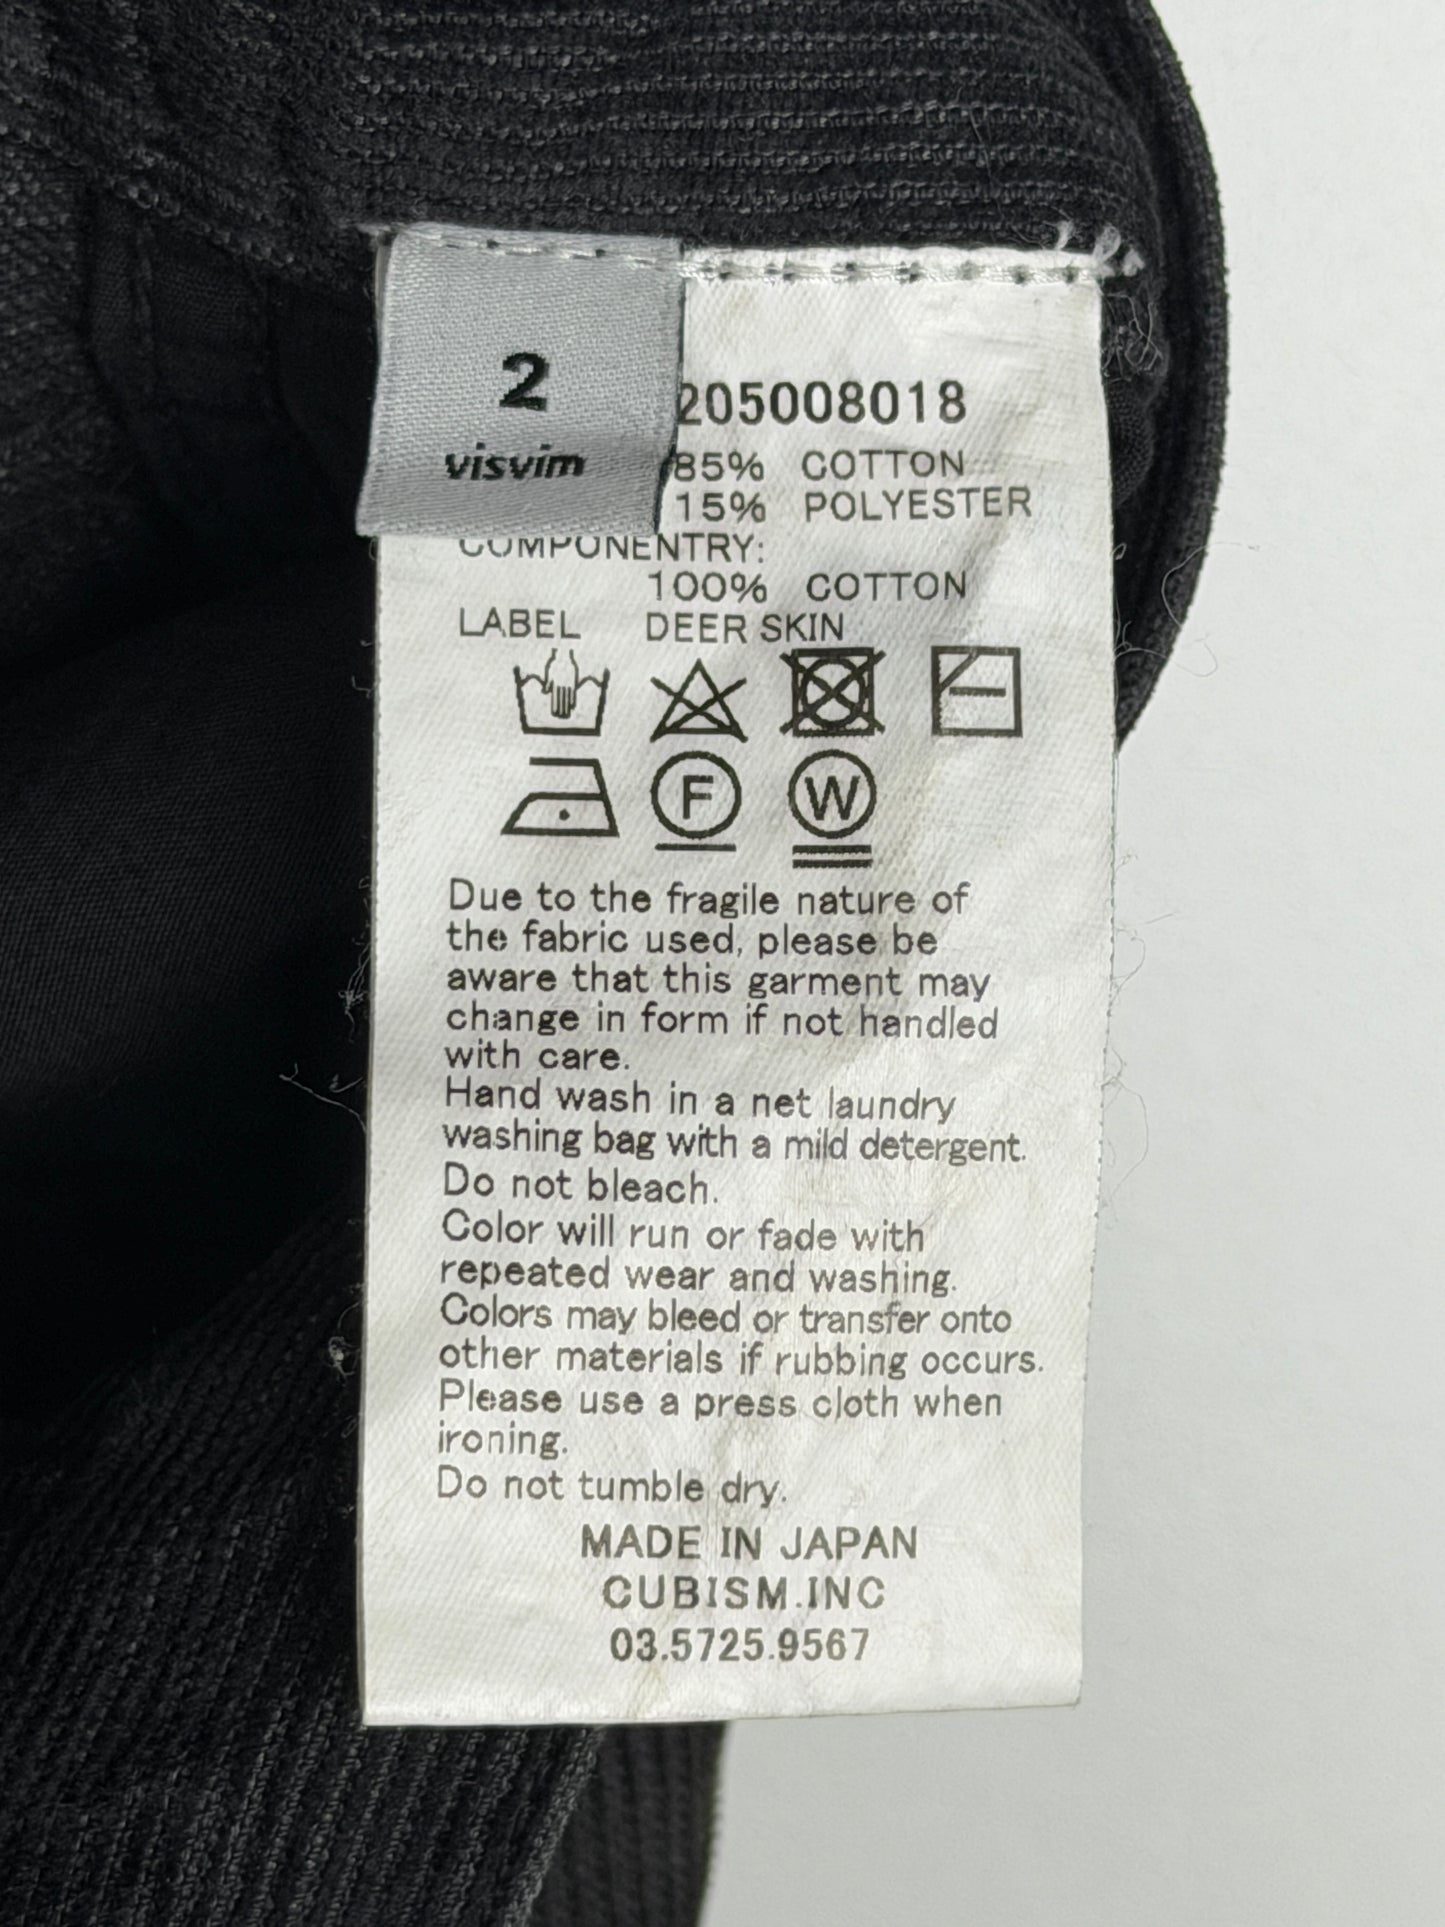 2
visvim
205008018
85% COTTON
15% POLYESTER
COMPONENTRY:
100% COTTON
LABEL DEER SKIN
F W
Due to the fragile nature of
the fabric used, please be
aware that this garment may
change in form if not handled
with care.
Hand wash in a net laundry
washing bag with a mild detergent.
Do not bleach.
Color will run or fade with
repeated wear and washing.
Colors may bleed or transfer onto
other materials if rubbing occurs.
Please use a press cloth when
ironing.
Do not tumble dry.
MADE IN JAPAN
CUBISM.INC
03.5725.9567